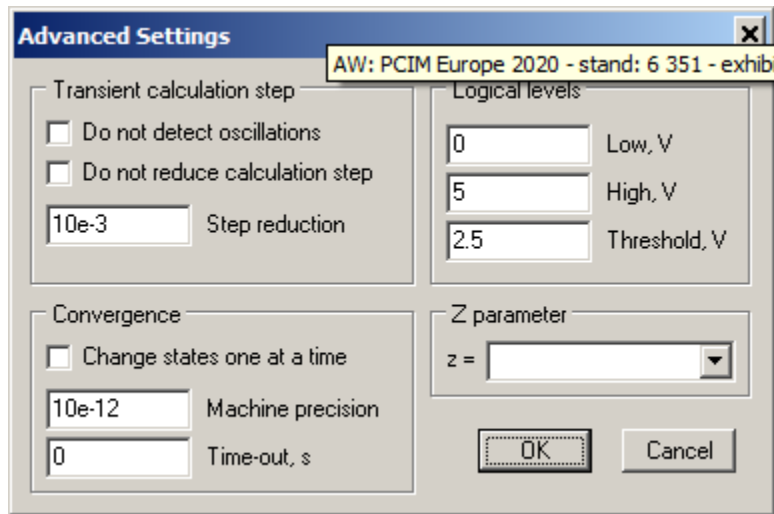 Advanced Settings
AW: PCIM Europe 2020 - stand: 6 351 - exhibi
Transient calculation step
Do not detect oscillations
Do not reduce calculation step
10e-3 Step reduction
Logical levels
0 Low, V
5 High, V
2.5 Threshold, V
Convergence
Change states one at a time
10e-12 Machine precision
0 Time-out, s
Z parameter
z =
OK Cancel